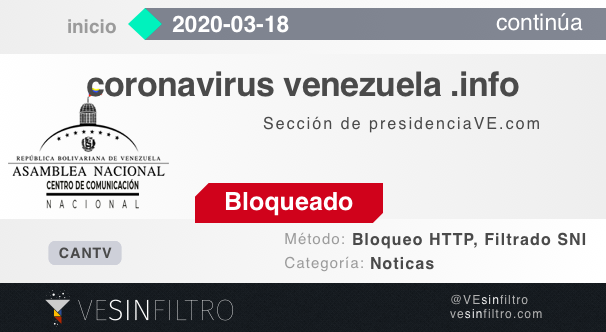 inicio 2020-03-18 continúa
coronavirus venezuela .info
Sección de presidenciaVE.com
REPÚBLICA BOLIVARIANA DE VENEZUELA
ASAMBLEA NACIONAL
CENTRO DE COMUNICACIÓN
NACIONAL
Bloqueado
CANTV
Método: Bloqueo HTTP, Filtrado SNI
Categoría: Noticas
VESINFILTRO
@VEsinfiltro
vesinfiltro.com